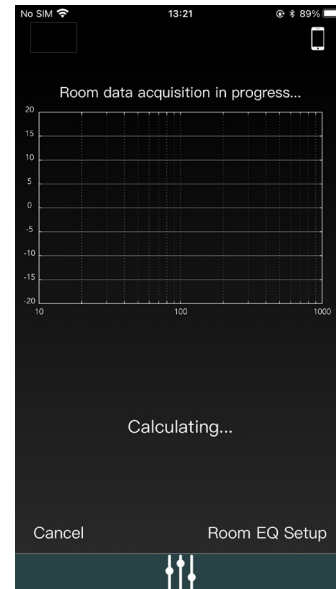 No SIM 13:21 89%
Room data acquisition in progress...
20
15
10
5
0
-5
-10
-15
-20
10 100 1000
Calculating...
Cancel Room EQ Setup